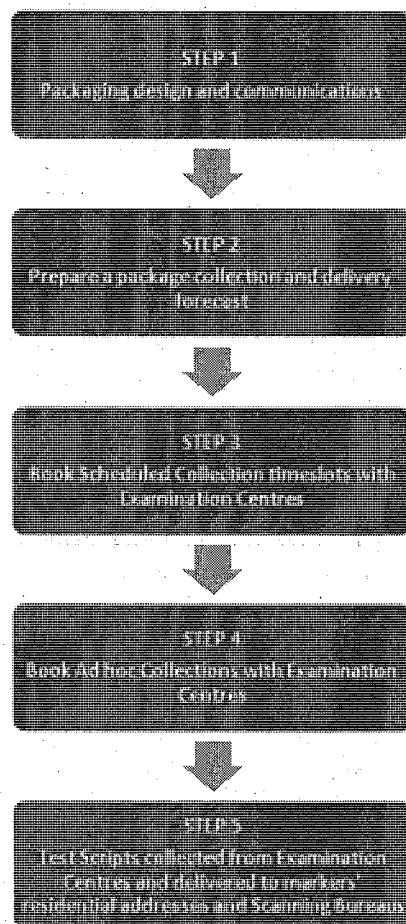 STEP 1
Packaging design and communications
STEP 2
Prepare a package collection and delivery
forecast
STEP 3
Book Scheduled Collection timeslots with
Examination Centres
STEP 4
Book Ad hoc Collections with Examination
Centres
STEP 5
Test Scripts collected from Examination
Centres and delivered to markers'
residential addresses and Scanning Bureaus